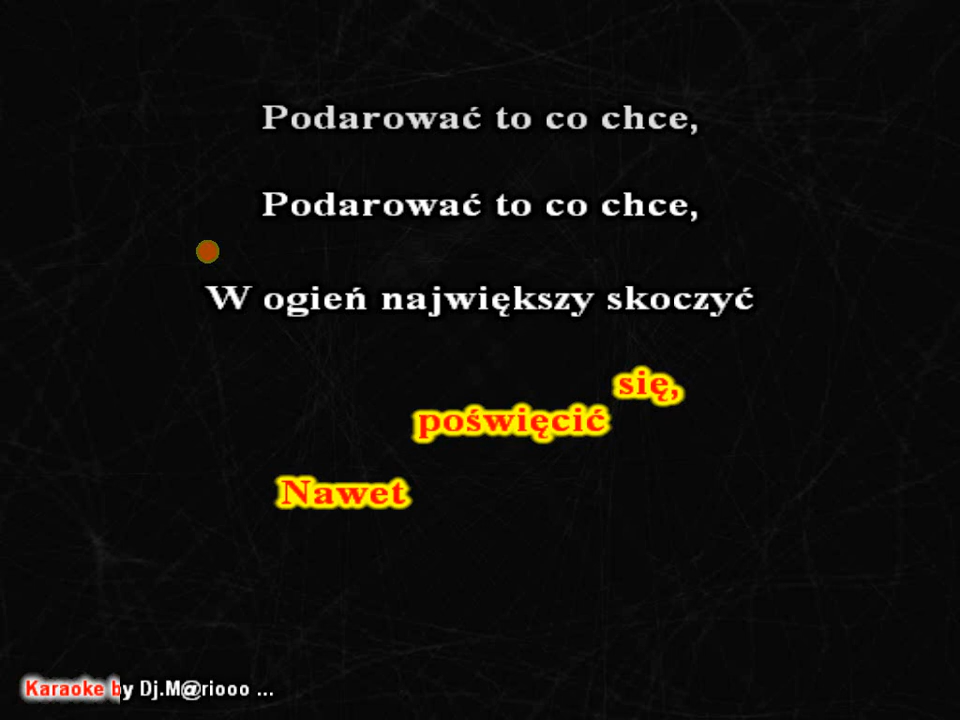 Podarować to co chce,
Podarować to co chce,
W ogień największy skoczyć
się,
poświęcić
Nawet
Karaoke by Dj.M@riooo ...